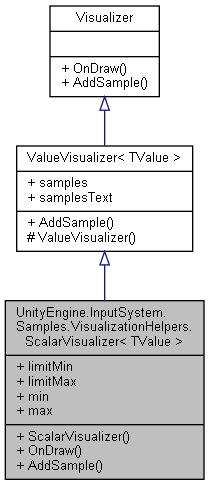 Visualizer
+ OnDraw()
+ AddSample()
ValueVisualizer< TValue >
+ samples
+ samplesText
+ AddSample()
# ValueVisualizer()
UnityEngine.InputSystem.
Samples.VisualizationHelpers.
ScalarVisualizer< TValue >
+ limitMin
+ limitMax
+ min
+ max
+ ScalarVisualizer()
+ OnDraw()
+ AddSample()